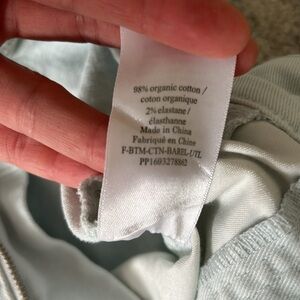 98% organic cotton /
coton organique
2% elastane /
élasthanne
Made in China
Fabriqué en Chine
F-BTM-CTN-BAREL-UTL
PP1603278862